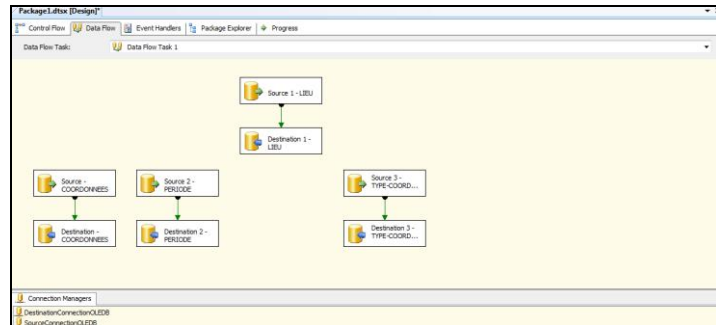 Package1.dtsx [Design]*
Control Flow Data Flow Event Handlers Package Explorer Progress
Data Flow Task: Data Flow Task 1
Source 1 - LIEU
Destination 1 -
LIEU
Source -
COORDONNEES
Source 2 -
PERIODE
Source 3 -
TYPE-COORD...
Destination -
COORDONNEES
Destination 2 -
PERIODE
Destination 3 -
TYPE-COORD...
Connection Managers
DestinationConnectionOLEDB
SourceConnectionOLEDB